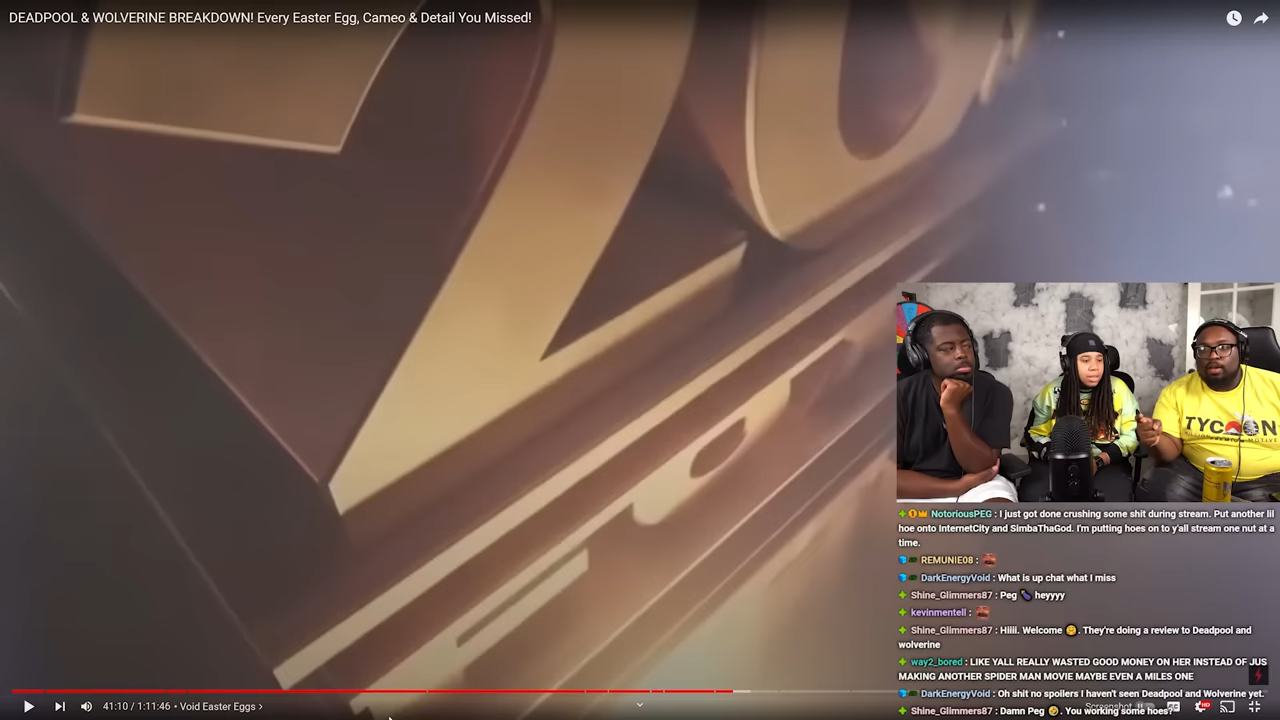 DEADPOOL & WOLVERINE BREAKDOWN! Every Easter Egg, Cameo & Detail You Missed!
20
TYCOON
NotoriousPEG : I just got done crushing some shit during stream. Put another lil
hoe onto InternetCity and SimbaThaGod. I'm putting hoes on to y'all stream one nut at a
time.
REMUNIE08 :
DarkEnergyVoid : What is up chat what I miss
Shine_Glimmers87 : Peg 🍆 heyyyy
kevinmentell :
Shine_Glimmers87 : Hiiii. Welcome 🤗. They're doing a review to Deadpool and
wolverine
way2_bored : LIKE YALL REALLY WASTED GOOD MONEY ON HER INSTEAD OF JUS
MAKING ANOTHER SPIDER MAN MOVIE MAYBE EVEN A MILES ONE
DarkEnergyVoid : Oh shit no spoilers I haven't seen Deadpool and Wolverine yet.
Shine_Glimmers87 : Damn Peg 🤣. You working some hoes?
Screenshot
HD
41:10 / 1:11:46 • Void Easter Eggs ›